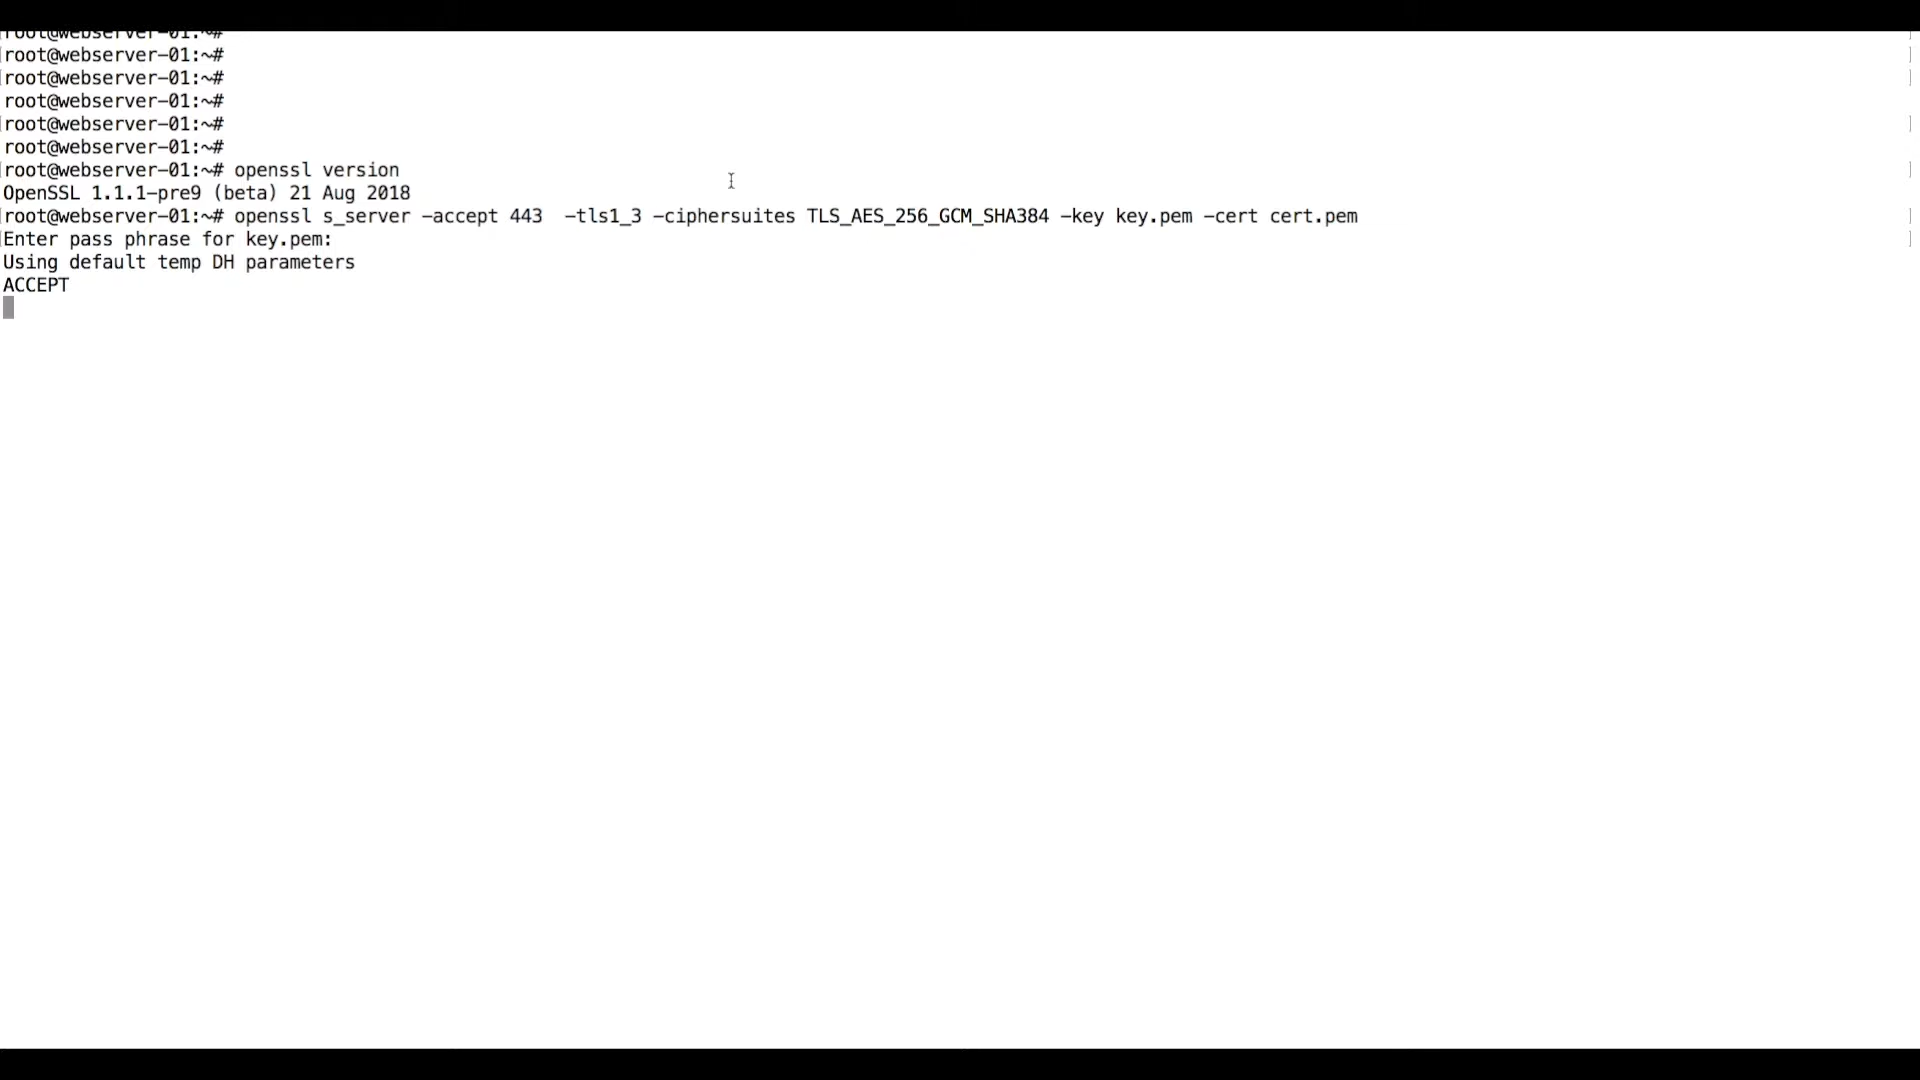 root@webserver-01:~#
root@webserver-01:~#
root@webserver-01:~#
root@webserver-01:~#
root@webserver-01:~#
root@webserver-01:~#
root@webserver-01:~# openssl version
OpenSSL 1.1.1-pre9 (beta) 21 Aug 2018
root@webserver-01:~# openssl s_server -accept 443  -tls1_3 -ciphersuites TLS_AES_256_GCM_SHA384 -key key.pem -cert cert.pem
Enter pass phrase for key.pem:
Using default temp DH parameters
ACCEPT